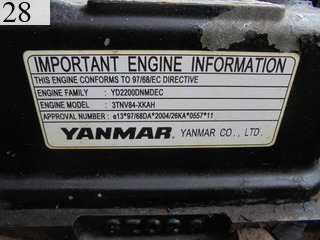 28
IMPORTANT ENGINE INFORMATION
THIS ENGINE CONFORMS TO 97/68/EC DIRECTIVE
ENGINE FAMILY : YD2200DNMDEC
ENGINE MODEL : 3TNV84-XKAH
APPROVAL NUMBER : e13*97/68DA*2004/26KA*0557*11
YANMAR YANMAR CO., LTD.